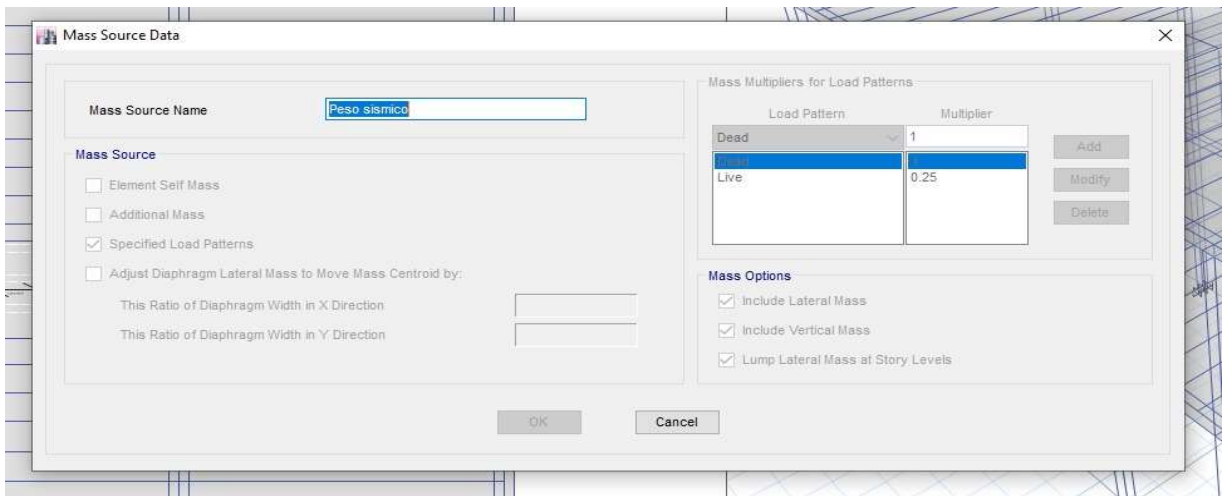 Mass Source Data
Mass Source Name
Peso sismico
Mass Source
Element Self Mass
Additional Mass
Specified Load Patterns
Adjust Diaphragm Lateral Mass to Move Mass Centroid by:
This Ratio of Diaphragm Width in X Direction
This Ratio of Diaphragm Width in Y Direction
Mass Multipliers for Load Patterns
Load Pattern Multiplier
Dead 1
Dead 1
Live 0.25
Add
Modify
Delete
Mass Options
Include Lateral Mass
Include Vertical Mass
Lump Lateral Mass at Story Levels
OK Cancel